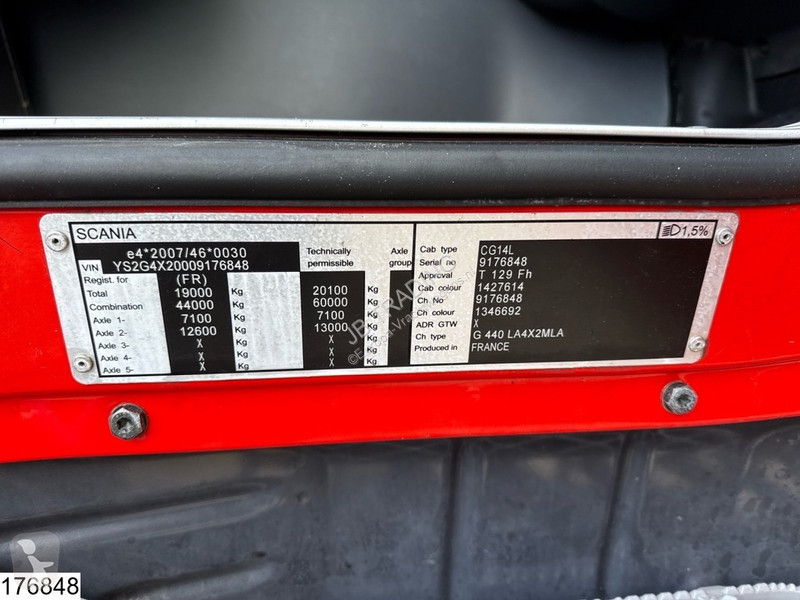 SCANIA 1,5%
e4*2007/46*0030 Technically permissible Axle group
VIN YS2G4X20009176848
Regist. for (FR)
Total 19000 Kg 20100 Kg
Combination 44000 Kg 60000 Kg
Axle 1- 7100 Kg 7100 Kg
Axle 2- 12600 Kg 13000 Kg
Axle 3- X Kg X Kg
Axle 4- X Kg X Kg
Axle 5- X Kg X Kg
Cab type CG14L
Serial no 9176848
Approval T 129 Fh
Cab colour 1427614
Ch. No 9176848
Ch colour 1346692
ADR GTW X
Ch type G 440 LA4X2MLA
Produced in FRANCE
176848